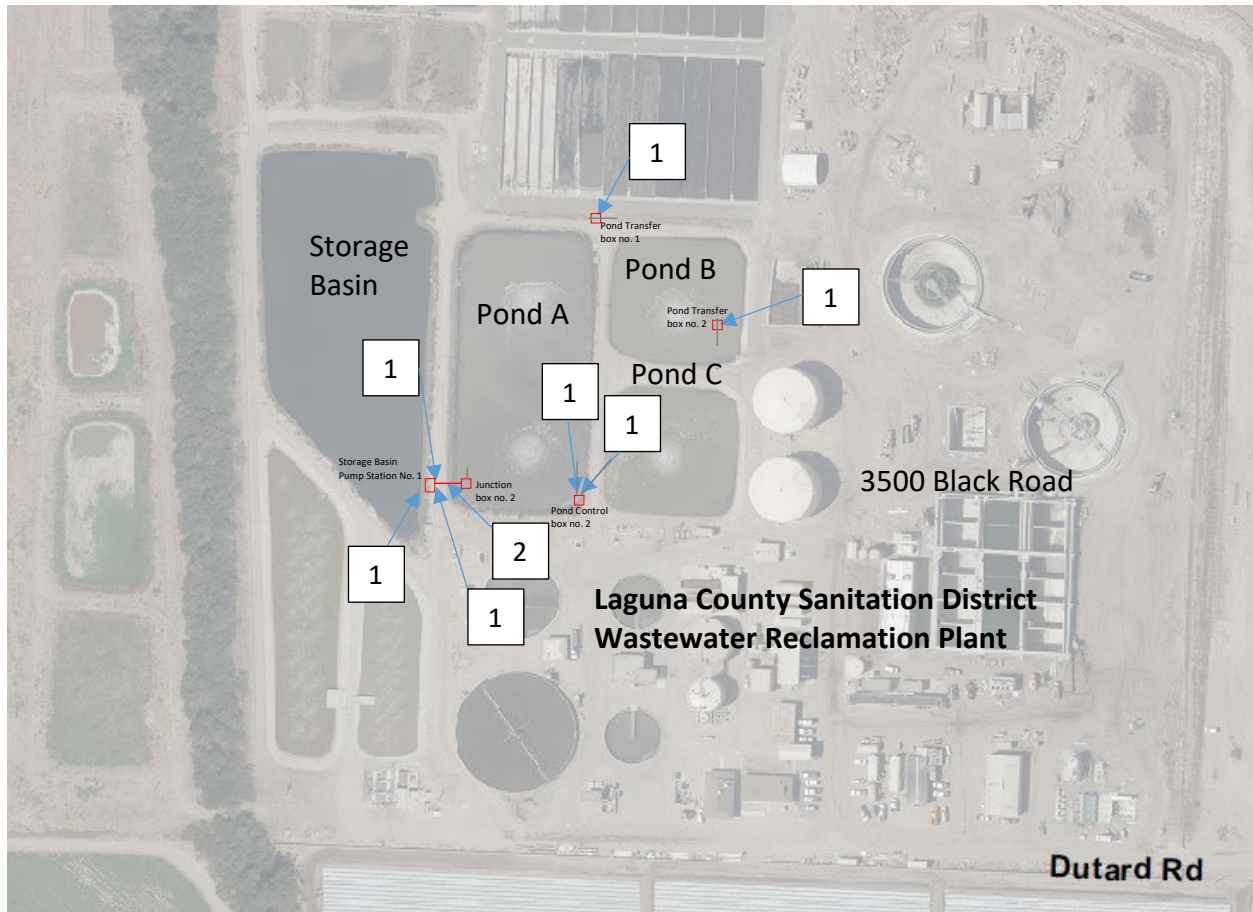 1
Pond Transfer
box no. 1
Storage
Basin
Pond B
1
Pond A
Pond Transfer
box no. 2
1
Pond C
1
1
Storage Basin
Pump Station No. 1
Junction
box no. 2
3500 Black Road
Pond Control
box no. 2
2
1
1
Laguna County Sanitation District
Wastewater Reclamation Plant
Dutard Rd